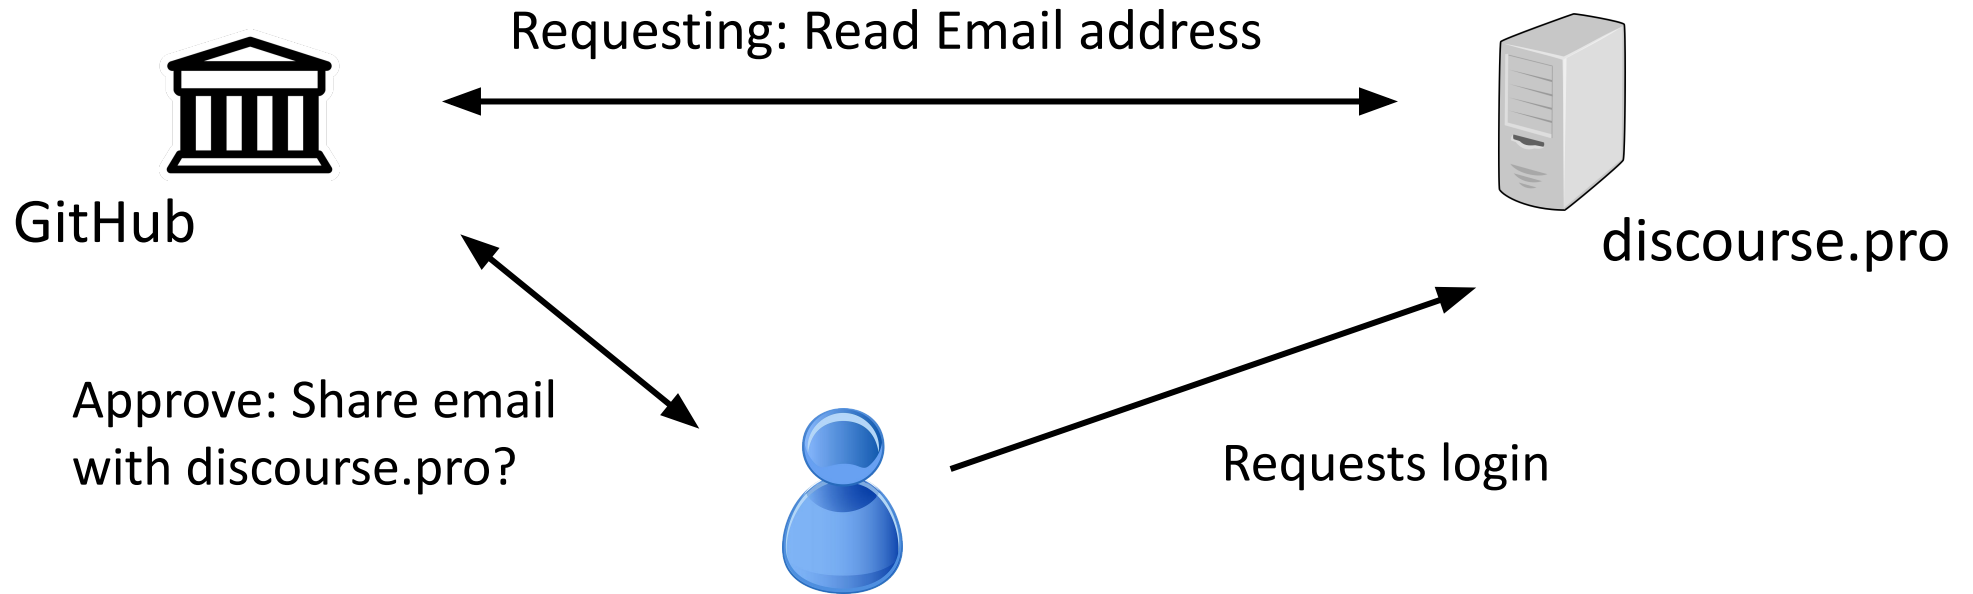 Requesting: Read Email address
GitHub
discourse.pro
Approve: Share email
with discourse.pro?
Requests login